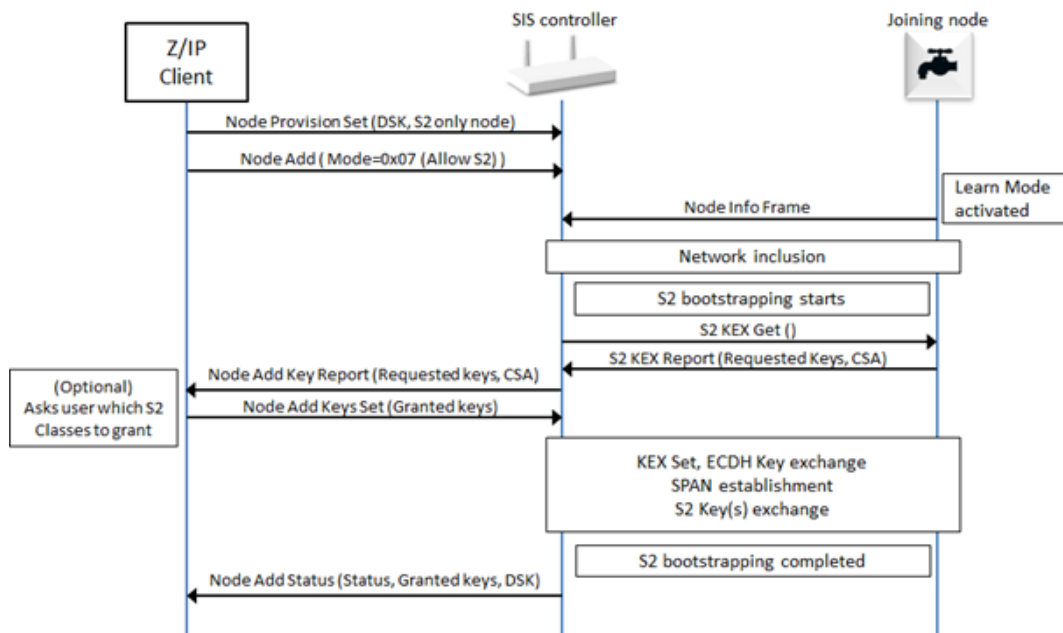 SIS controller
Joining node
Z/IP
Client
Node Provision Set (DSK, S2 only node)
Node Add ( Mode=0x07 (Allow S2) )
Learn Mode
activated
Node Info Frame
Network inclusion
S2 bootstrapping starts
S2 KEX Get ()
S2 KEX Report (Requested Keys, CSA)
Node Add Key Report (Requested keys, CSA)
(Optional)
Asks user which S2
Classes to grant
Node Add Keys Set (Granted keys)
KEX Set, ECDH Key exchange
SPAN establishment
S2 Key(s) exchange
S2 bootstrapping completed
Node Add Status (Status, Granted keys, DSK)